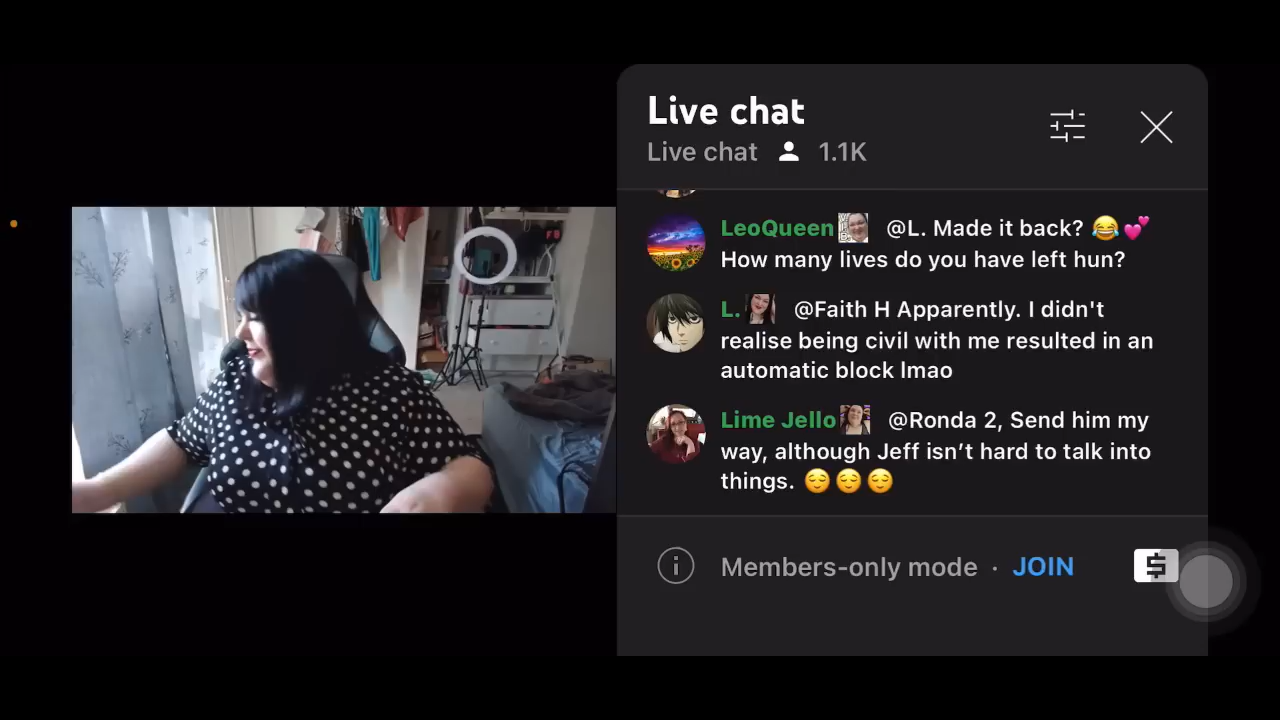 Live chat
Live chat 1.1K
LeoQueen @L. Made it back? 😂💕
How many lives do you have left hun?
L. @Faith H Apparently. I didn't
realise being civil with me resulted in an
automatic block lmao
Lime Jello @Ronda 2, Send him my
way, although Jeff isn’t hard to talk into
things. 😌😌😌
Members-only mode · JOIN